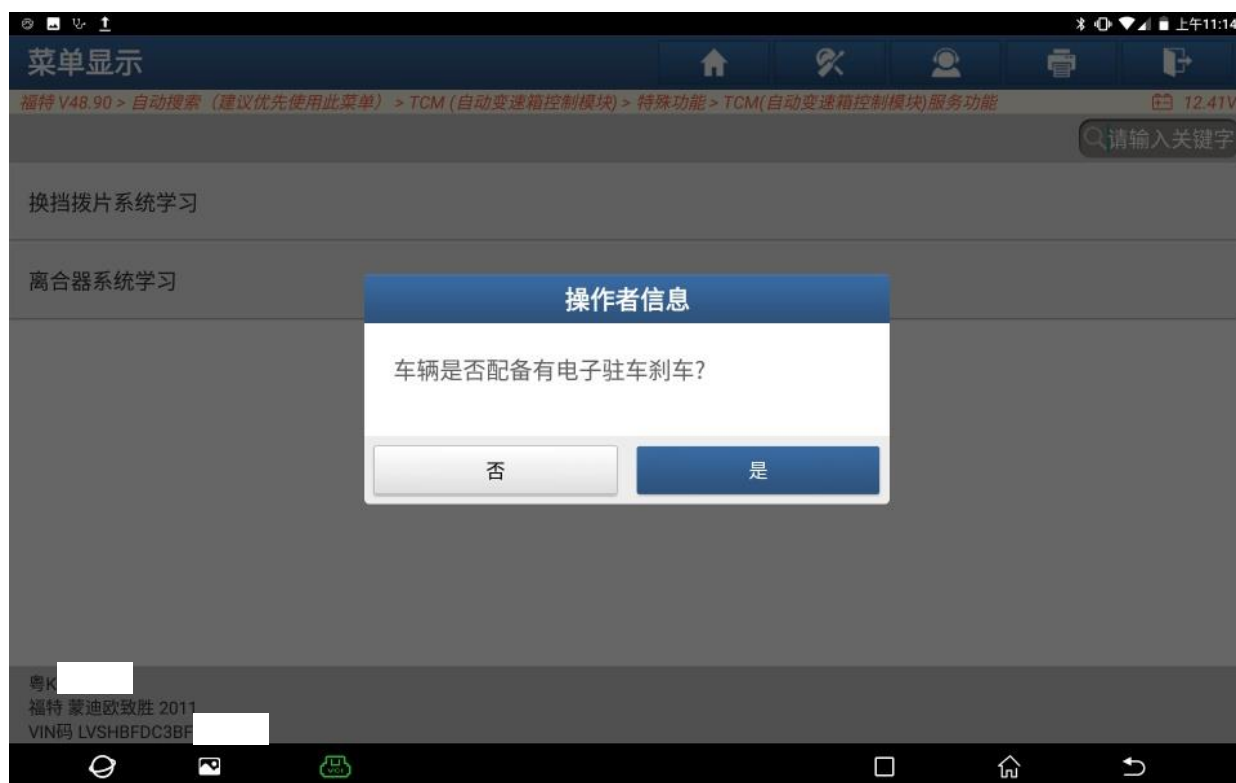 上午11:14
菜单显示
福特 V48.90 > 自动搜索（建议优先使用此菜单）> TCM (自动变速箱控制模块) > 特殊功能 > TCM(自动变速箱控制模块)服务功能
12.41V
请输入关键字
换挡拨片系统学习
离合器系统学习
操作者信息
车辆是否配备有电子驻车刹车?
否
是
粤K
福特 蒙迪欧致胜 2011
VIN码 LVSHBFDC3BF
VCI